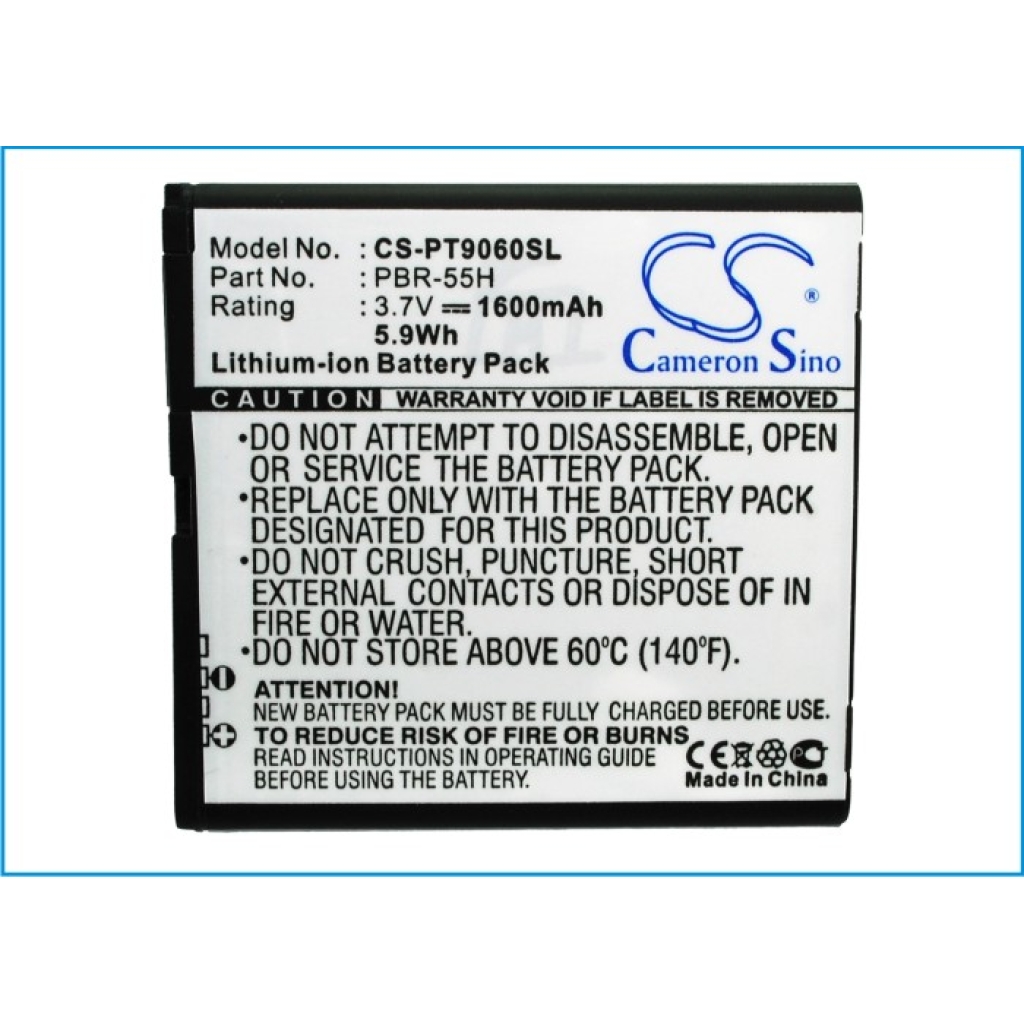 Model No. : CS-PT9060SL
Part No. : PBR-55H
Rating : 3.7V 1600mAh
5.9Wh
Lithium-ion Battery Pack
CS ®
Cameron Sino
CAUTION WARRANTY VOID IF LABEL IS REMOVED
•DO NOT ATTEMPT TO DISASSEMBLE, OPEN
OR SERVICE THE BATTERY PACK.
•REPLACE ONLY WITH THE BATTERY PACK
DESIGNATED FOR THIS PRODUCT.
•DO NOT CRUSH, PUNCTURE, SHORT
EXTERNAL CONTACTS OR DISPOSE OF IN
FIRE OR WATER.
•DO NOT STORE ABOVE 60°C (140°F).
ATTENTION!
NEW BATTERY PACK MUST BE FULLY CHARGED BEFORE USE.
TO REDUCE RISK OF FIRE OR BURNS
READ INSTRUCTIONS IN OPERATING GUIDE
BEFORE USING THE BATTERY.
CE
Made In China